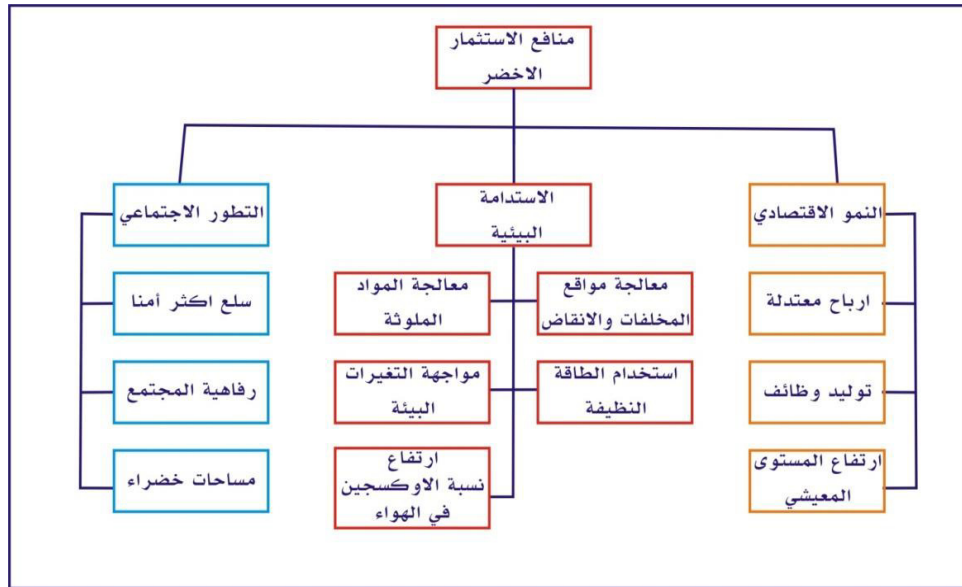 منافع الاستثمار
الاخضر
النمو الاقتصادي
ارباح معتدلة
توليد وظائف
ارتفاع المستوى
المعيشي
الاستدامة
البيئية
معالجة مواقع
المخلفات والانقاض
معالجة المواد
الملوثة
استخدام الطاقة
النظيفة
مواجهة التغيرات
البيئة
ارتفاع
نسبة الاوكسجين
في الهواء
التطور الاجتماعي
سلع اكثر أمنا
رفاهية المجتمع
مساحات خضراء